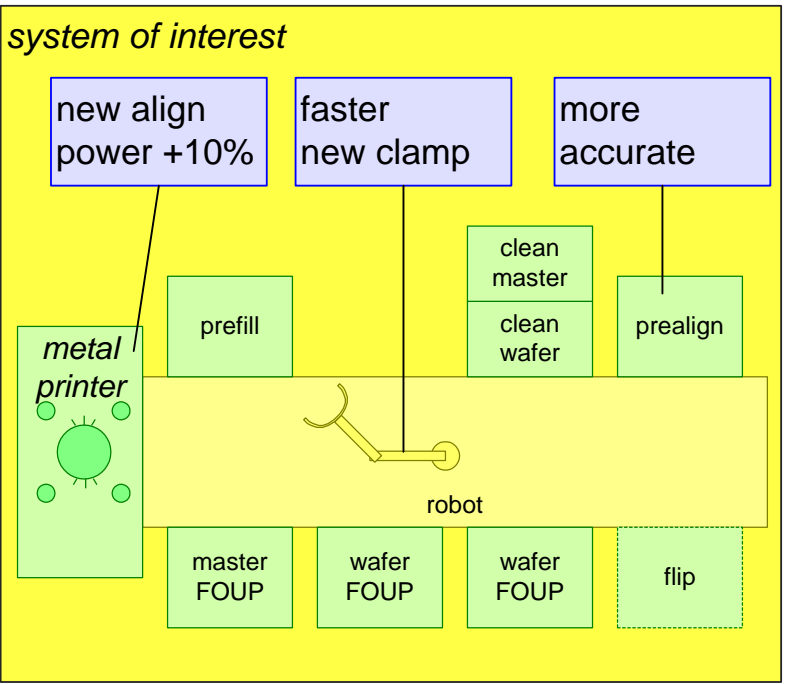 system of interest
new align
power +10%
faster
new clamp
more
accurate
clean
master
prefill
clean
wafer
prealign
metal
printer
robot
master
FOUP
wafer
FOUP
wafer
FOUP
flip